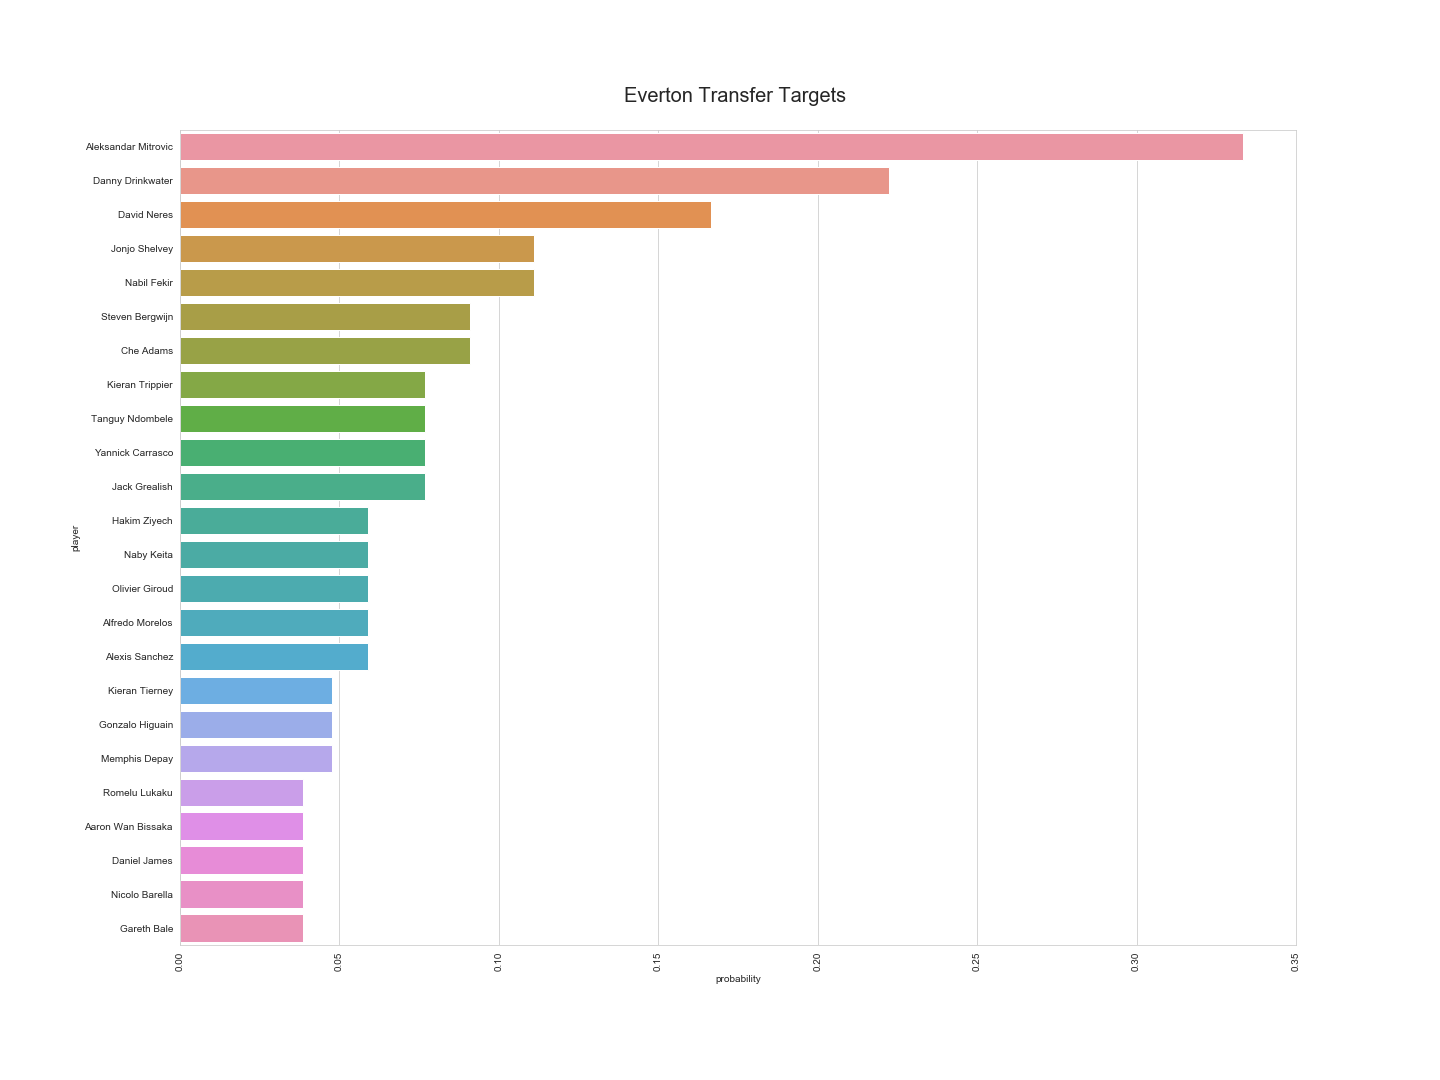 Everton Transfer Targets
Aleksandar Mitrovic
Danny Drinkwater
David Neres
Jonjo Shelvey
Nabil Fekir
Steven Bergwijn
Che Adams
Kieran Trippier
Tanguy Ndombele
Yannick Carrasco
Jack Grealish
Hakim Ziyech
Naby Keita
Olivier Giroud
Alfredo Morelos
Alexis Sanchez
Kieran Tierney
Gonzalo Higuain
Memphis Depay
Romelu Lukaku
Aaron Wan Bissaka
Daniel James
Nicolo Barella
Gareth Bale
player
0.00
0.05
0.10
0.15
0.20
0.25
0.30
0.35
probability